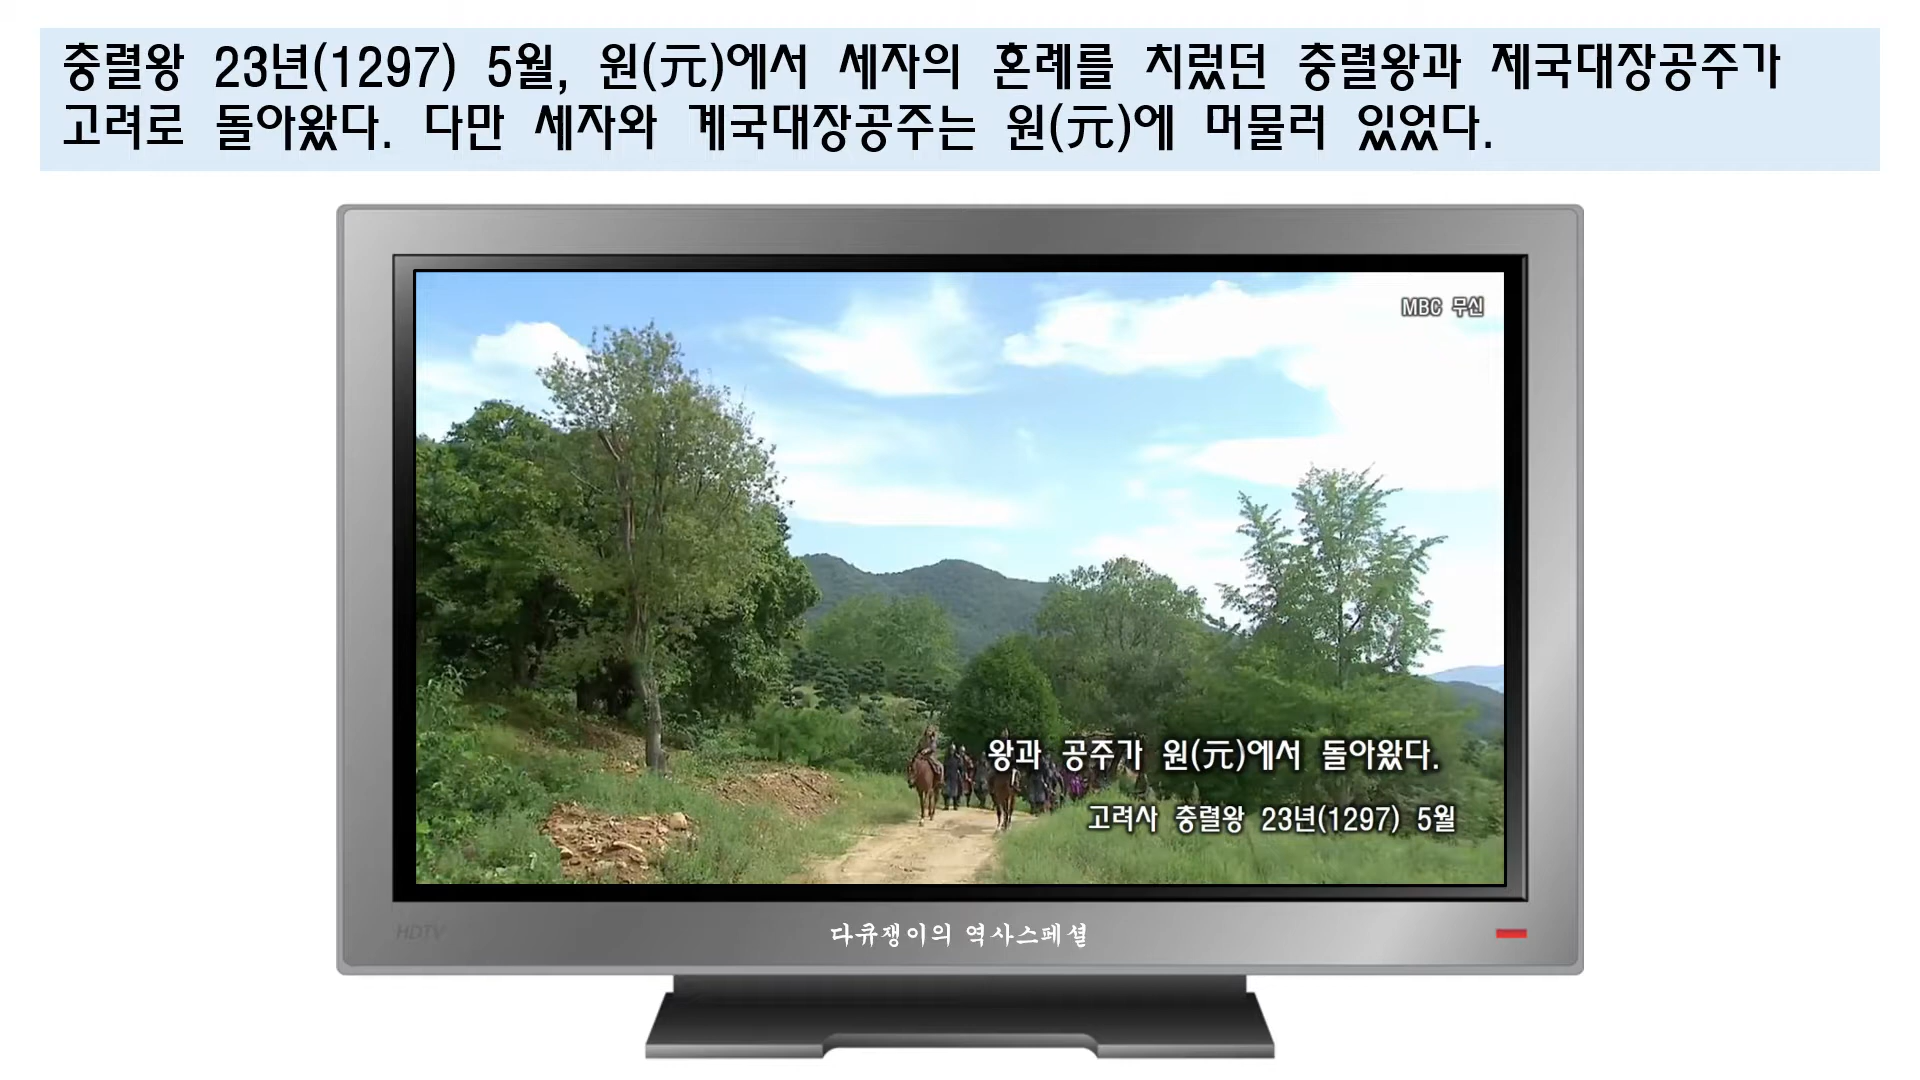 충렬왕 23년(1297) 5월, 원(元)에서 세자의 혼례를 치렀던 충렬왕과 제국대장공주가
고려로 돌아왔다. 다만 세자와 계국대장공주는 원(元)에 머물러 있었다.
MBC 무신
왕과 공주가 원(元)에서 돌아왔다.
고려사 충렬왕 23년(1297) 5월
HDTV
다큐쟁이의 역사스페셜